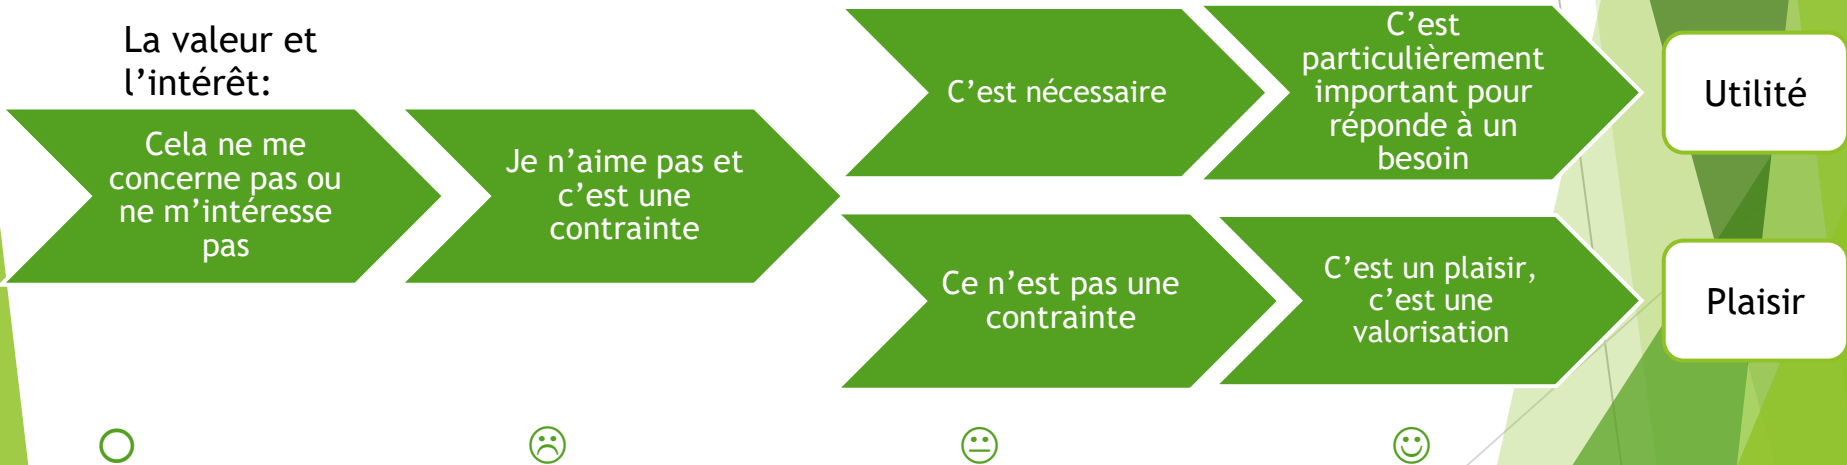 La valeur et
l’intérêt:
Cela ne me
concerne pas ou
ne m’intéresse
pas
Je n’aime pas et
c’est une
contrainte
C’est nécessaire
C’est
particulièrement
important pour
réponde à un
besoin
Utilité
Ce n’est pas une
contrainte
C’est un plaisir,
c’est une
valorisation
Plaisir